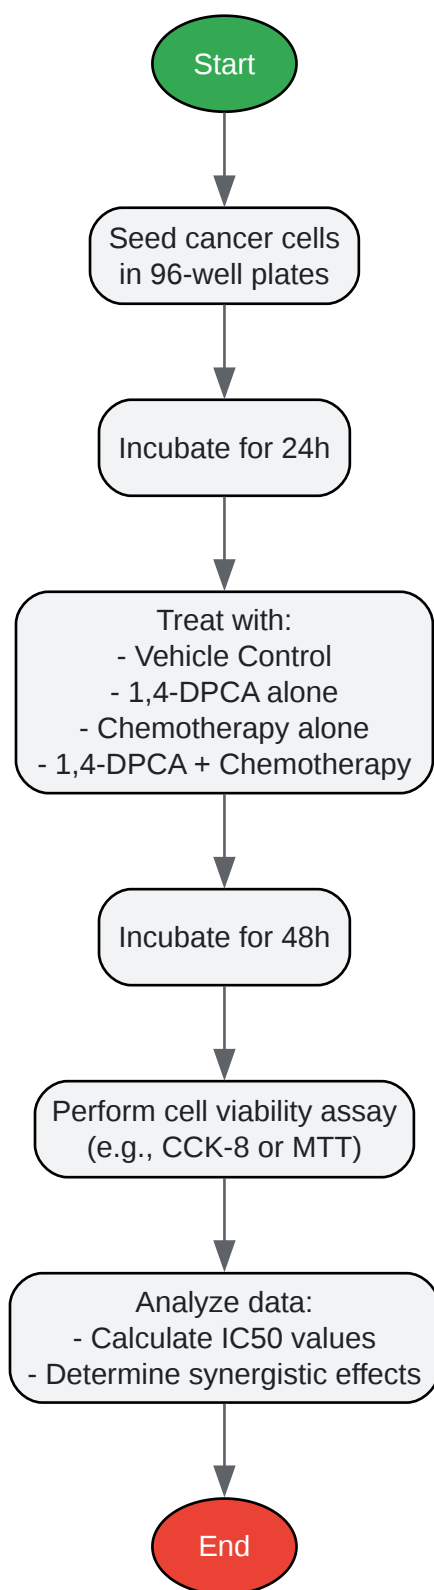 Start
Seed cancer cells
in 96-well plates
Incubate for 24h
Treat with:
- Vehicle Control
- 1,4-DPCA alone
- Chemotherapy alone
- 1,4-DPCA + Chemotherapy
Incubate for 48h
Perform cell viability assay
(e.g., CCK-8 or MTT)
Analyze data:
- Calculate IC50 values
- Determine synergistic effects
End